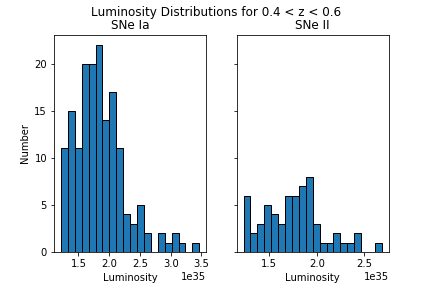 Luminosity Distributions for 0.4 < z < 0.6
SNe Ia
SNe II
Number
20
15
10
5
0
1.5 2.0 2.5 3.0 3.5
1e35
Luminosity
1.5 2.0 2.5
1e35
Luminosity